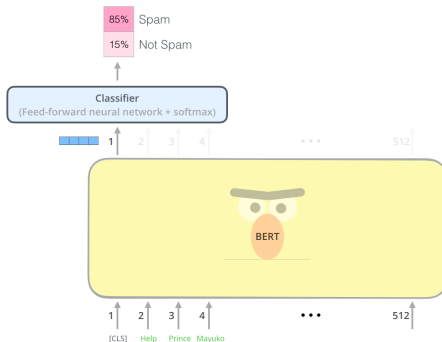 85% Spam
15% Not Spam
Classifier
(Feed-forward neural network + softmax)
1 2 3 4 ••• 512
BERT
1 2 3 4 ••• 512
[CLS] Help Prince Mayuko